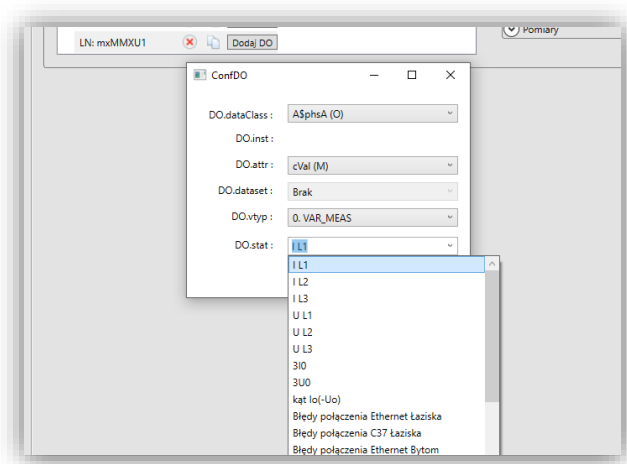 Pomiary
LN: mxMMXU1 Dodaj DO
ConfDO
DO.dataClass : A$phsA (O)
DO.inst :
DO.attr : cVal (M)
DO.dataset : Brak
DO.vtyp : 0. VAR_MEAS
DO.stat : I L1
I L1
I L2
I L3
U L1
U L2
U L3
3I0
3U0
kąt Io(-Uo)
Błędy połączenia Ethernet Łaziska
Błędy połączenia C37 Łaziska
Błędy połączenia Ethernet Bytom